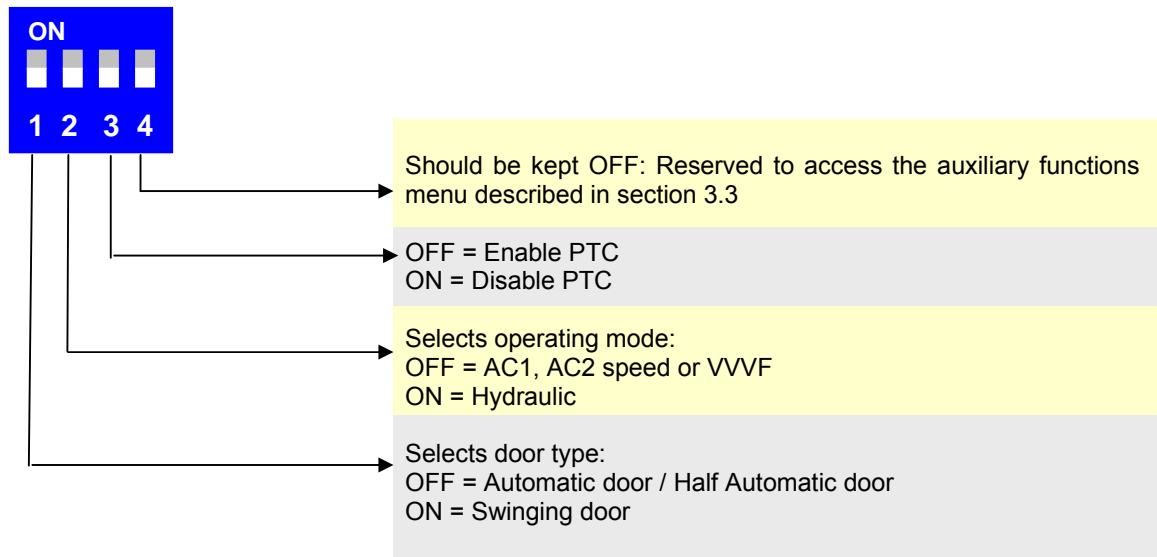 ON
1 2 3 4
Should be kept OFF: Reserved to access the auxiliary functions
menu described in section 3.3
OFF = Enable PTC
ON = Disable PTC
Selects operating mode:
OFF = AC1, AC2 speed or VVVF
ON = Hydraulic
Selects door type:
OFF = Automatic door / Half Automatic door
ON = Swinging door